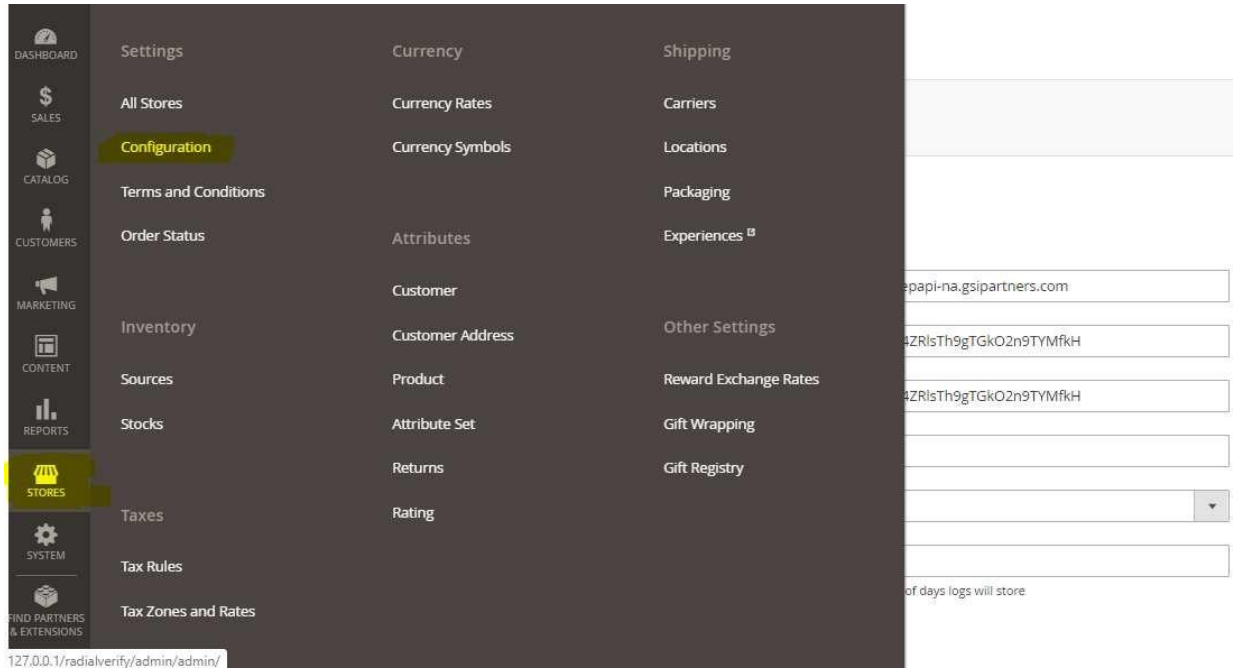 DASHBOARD
SALES
CATALOG
CUSTOMERS
MARKETING
CONTENT
REPORTS
STORES
SYSTEM
FIND PARTNERS
& EXTENSIONS
Settings
All Stores
Configuration
Terms and Conditions
Order Status
Inventory
Sources
Stocks
Taxes
Tax Rules
Tax Zones and Rates
Currency
Currency Rates
Currency Symbols
Attributes
Customer
Customer Address
Product
Attribute Set
Returns
Rating
Shipping
Carriers
Locations
Packaging
Experiences
Other Settings
Reward Exchange Rates
Gift Wrapping
Gift Registry
epapi-na.gsipartners.com
4ZRlsTh9gTGkO2n9TYMfkH
4ZRlsTh9gTGkO2n9TYMfkH
of days logs will store
127.0.0.1/radialverify/admin/admin/